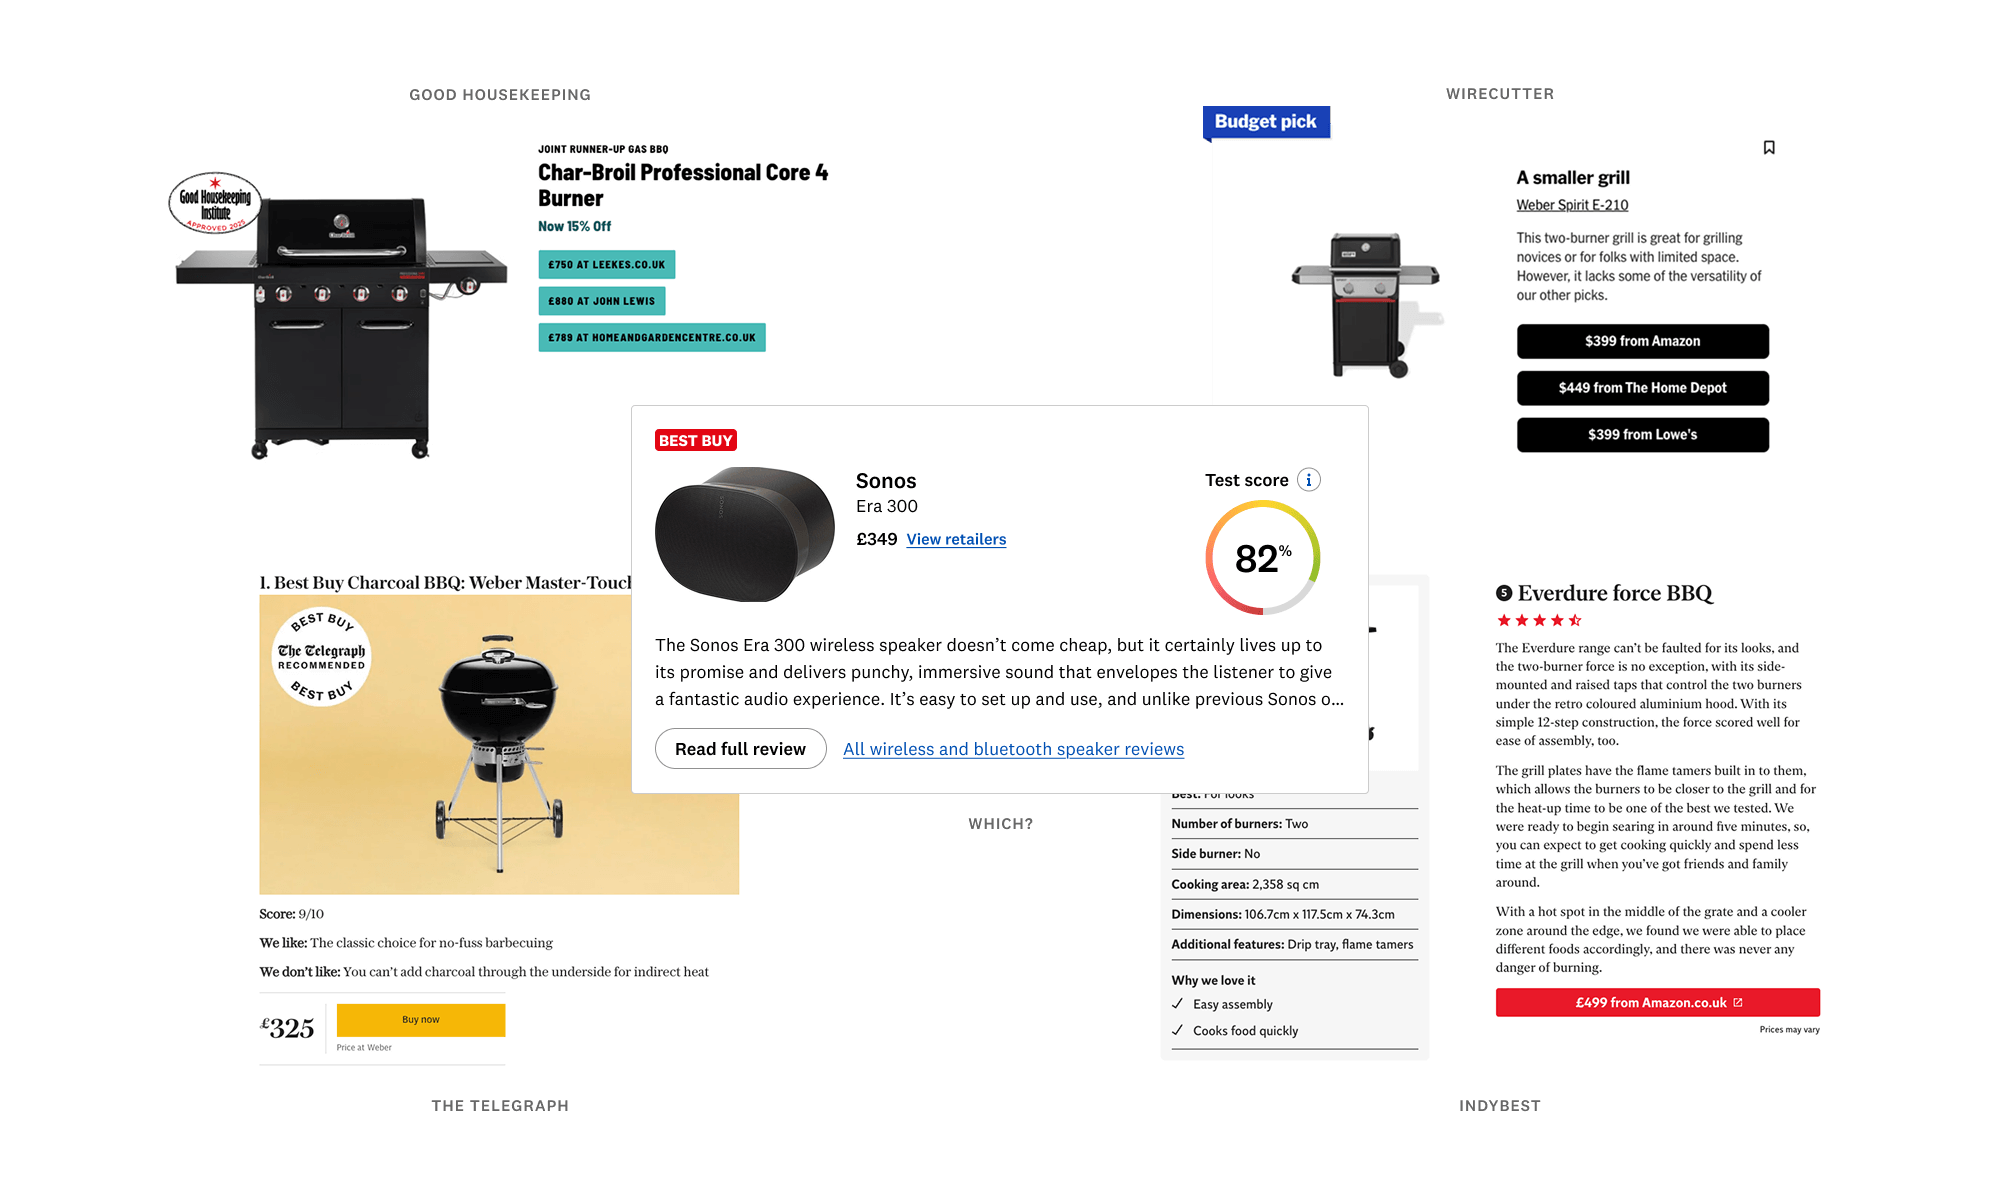 GOOD HOUSEKEEPING
Good Housekeeping
Institute
APPROVED 2025
JOINT RUNNER-UP GAS BBQ
Char-Broil Professional Core 4
Burner
Now 15% Off
£750 AT LEEKES.CO.UK
£880 AT JOHN LEWIS
£789 AT HOMEANDGARDENCENTRE.CO.UK
WIRECUTTER
Budget pick
A smaller grill
Weber Spirit E-210
This two-burner grill is great for grilling
novices or for folks with limited space.
However, it lacks some of the versatility of
our other picks.
$399 from Amazon
$449 from The Home Depot
$399 from Lowe's
BEST BUY
SONOS
Sonos
Era 300
£349 View retailers
Test score i
82%
The Sonos Era 300 wireless speaker doesn’t come cheap, but it certainly lives up to
its promise and delivers punchy, immersive sound that envelopes the listener to give
a fantastic audio experience. It’s easy to set up and use, and unlike previous Sonos o...
Read full review
All wireless and bluetooth speaker reviews
WHICH?
1. Best Buy Charcoal BBQ: Weber Master-Touch
BEST BUY
The Telegraph
RECOMMENDED
BEST BUY
Score: 9/10
We like: The classic choice for no-fuss barbecuing
We don’t like: You can’t add charcoal through the underside for indirect heat
£325
Buy now
Price at Weber
THE TELEGRAPH
Best: For looks
Number of burners: Two
Side burner: No
Cooking area: 2,358 sq cm
Dimensions: 106.7cm x 117.5cm x 74.3cm
Additional features: Drip tray, flame tamers
Why we love it
Easy assembly
Cooks food quickly
5 Everdure force BBQ
The Everdure range can’t be faulted for its looks, and
the two-burner force is no exception, with its side-
mounted and raised taps that control the two burners
under the retro coloured aluminium hood. With its
simple 12-step construction, the force scored well for
ease of assembly, too.
The grill plates have the flame tamers built in to them,
which allows the burners to be closer to the grill and for
the heat-up time to be one of the best we tested. We
were ready to begin searing in around five minutes, so,
you can expect to get cooking quickly and spend less
time at the grill when you’ve got friends and family
around.
With a hot spot in the middle of the grate and a cooler
zone around the edge, we found we were able to place
different foods accordingly, and there was never any
danger of burning.
£499 from Amazon.co.uk
Prices may vary
INDYBEST